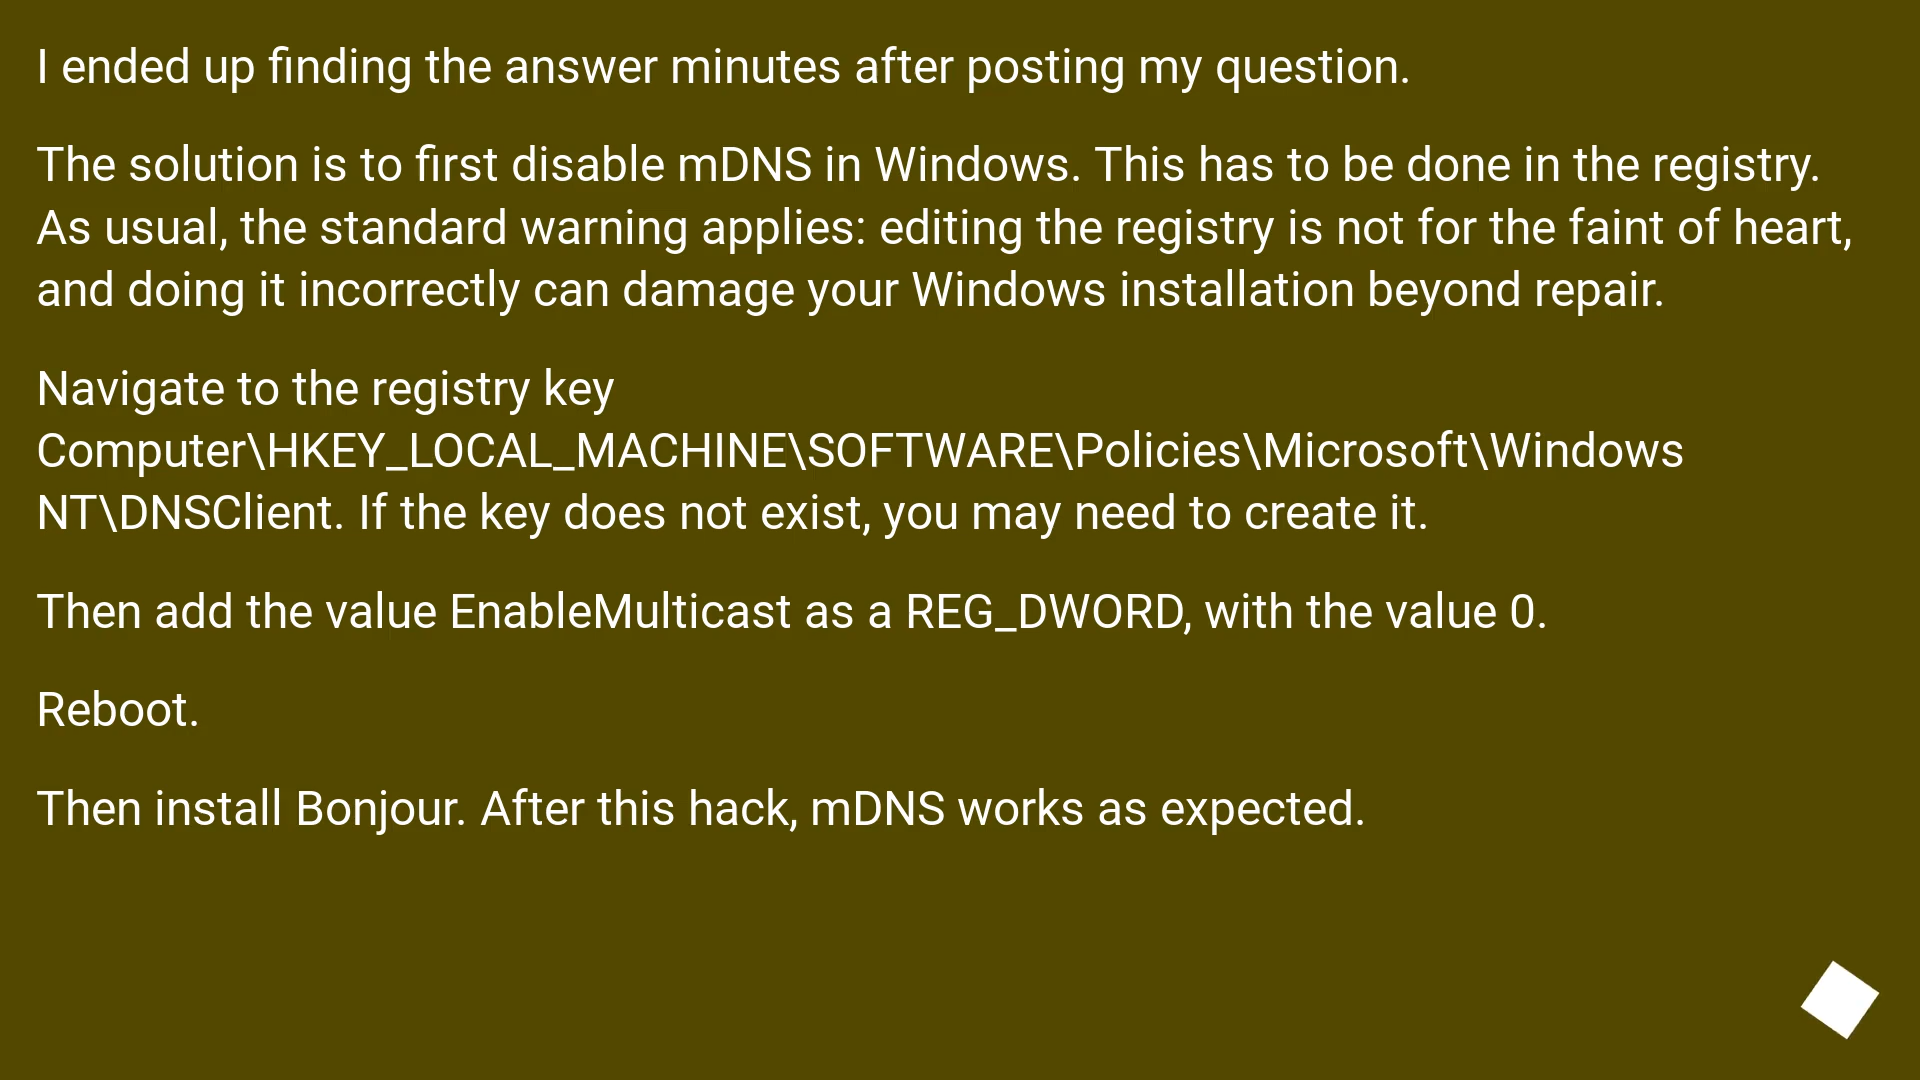 I ended up finding the answer minutes after posting my question.
The solution is to first disable mDNS in Windows. This has to be done in the registry.
As usual, the standard warning applies: editing the registry is not for the faint of heart,
and doing it incorrectly can damage your Windows installation beyond repair.
Navigate to the registry key
Computer\HKEY_LOCAL_MACHINE\SOFTWARE\Policies\Microsoft\Windows
NT\DNSClient. If the key does not exist, you may need to create it.
Then add the value EnableMulticast as a REG_DWORD, with the value 0.
Reboot.
Then install Bonjour. After this hack, mDNS works as expected.